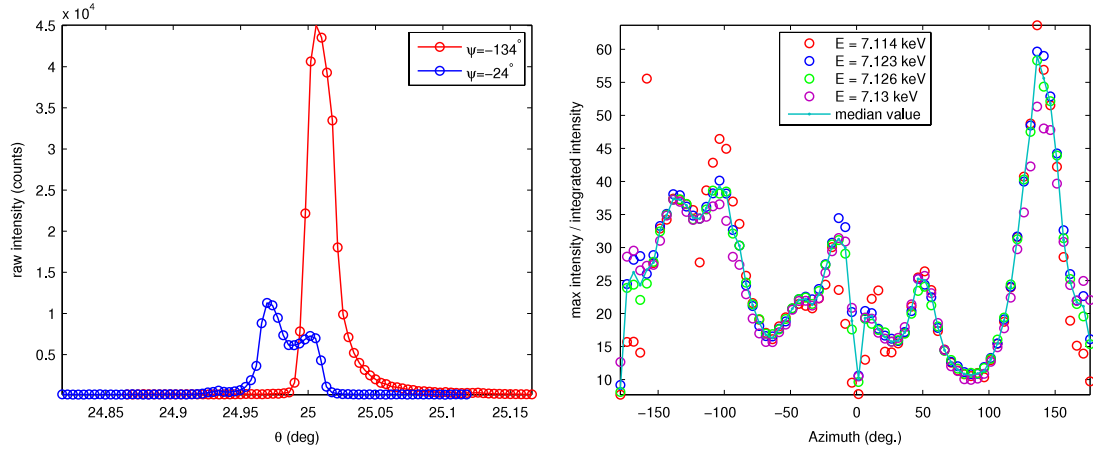 x 10⁴
4.5
4
3.5
3
2.5
2
1.5
1
0.5
raw intensity (counts)
ψ=−134°
ψ=−24°
24.85
24.9
24.95
25
25.05
25.1
25.15
θ (deg)
60
55
50
45
40
35
30
25
20
15
10
max intensity / integrated intensity
E = 7.114 keV
E = 7.123 keV
E = 7.126 keV
E = 7.13 keV
median value
−150
−100
−50
0
50
100
150
Azimuth (deg.)